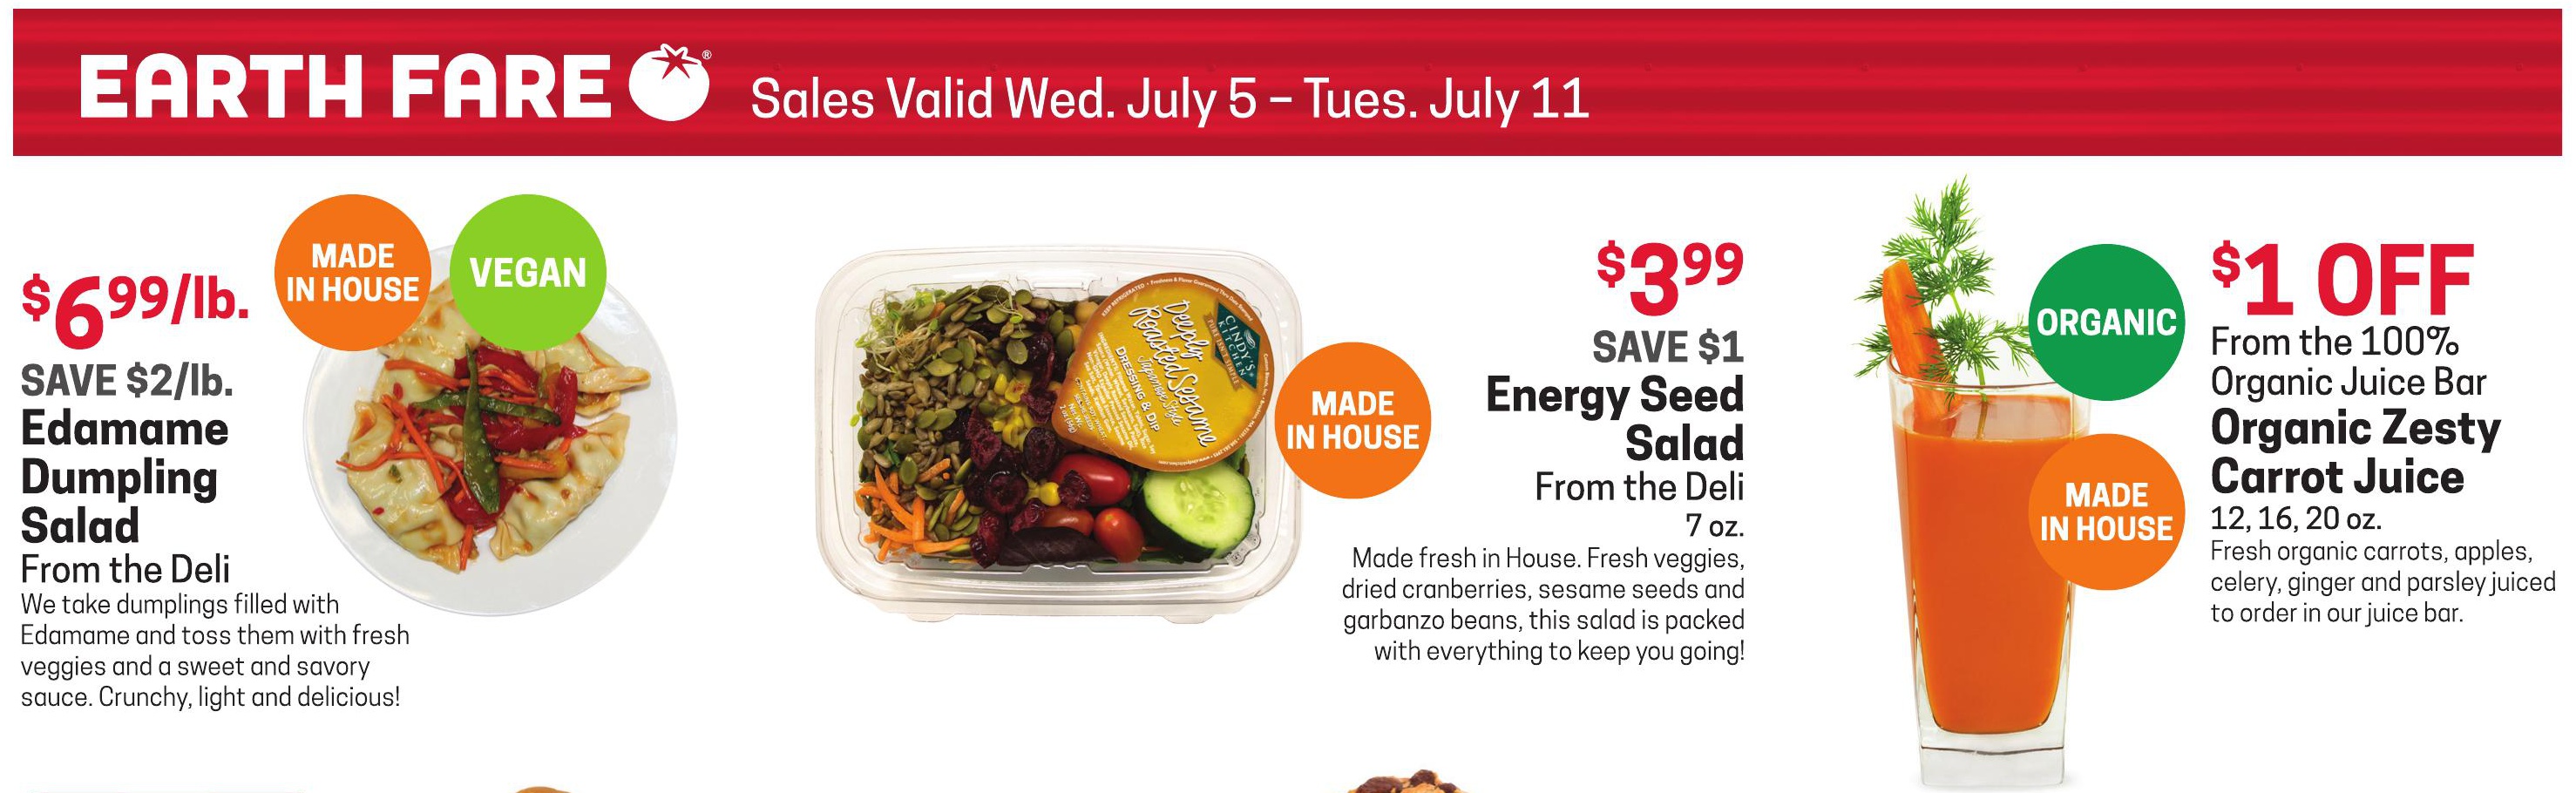 EARTH FARE®
Sales Valid Wed. July 5 – Tues. July 11
MADE
IN HOUSE
VEGAN
$6.99/lb.
SAVE $2/lb.
Edamame
Dumpling
Salad
From the Deli
We take dumplings filled with
Edamame and toss them with fresh
veggies and a sweet and savory
sauce. Crunchy, light and delicious!
CINDY'S
KITCHEN
Deeply
Roasted Sesame
Japanese Style
DRESSING & DIP
MADE
IN HOUSE
$3.99
SAVE $1
Energy Seed
Salad
From the Deli
7 oz.
Made fresh in House. Fresh veggies,
dried cranberries, sesame seeds and
garbanzo beans, this salad is packed
with everything to keep you going!
ORGANIC
MADE
IN HOUSE
$1 OFF
From the 100%
Organic Juice Bar
Organic Zesty
Carrot Juice
12, 16, 20 oz.
Fresh organic carrots, apples,
celery, ginger and parsley juiced
to order in our juice bar.